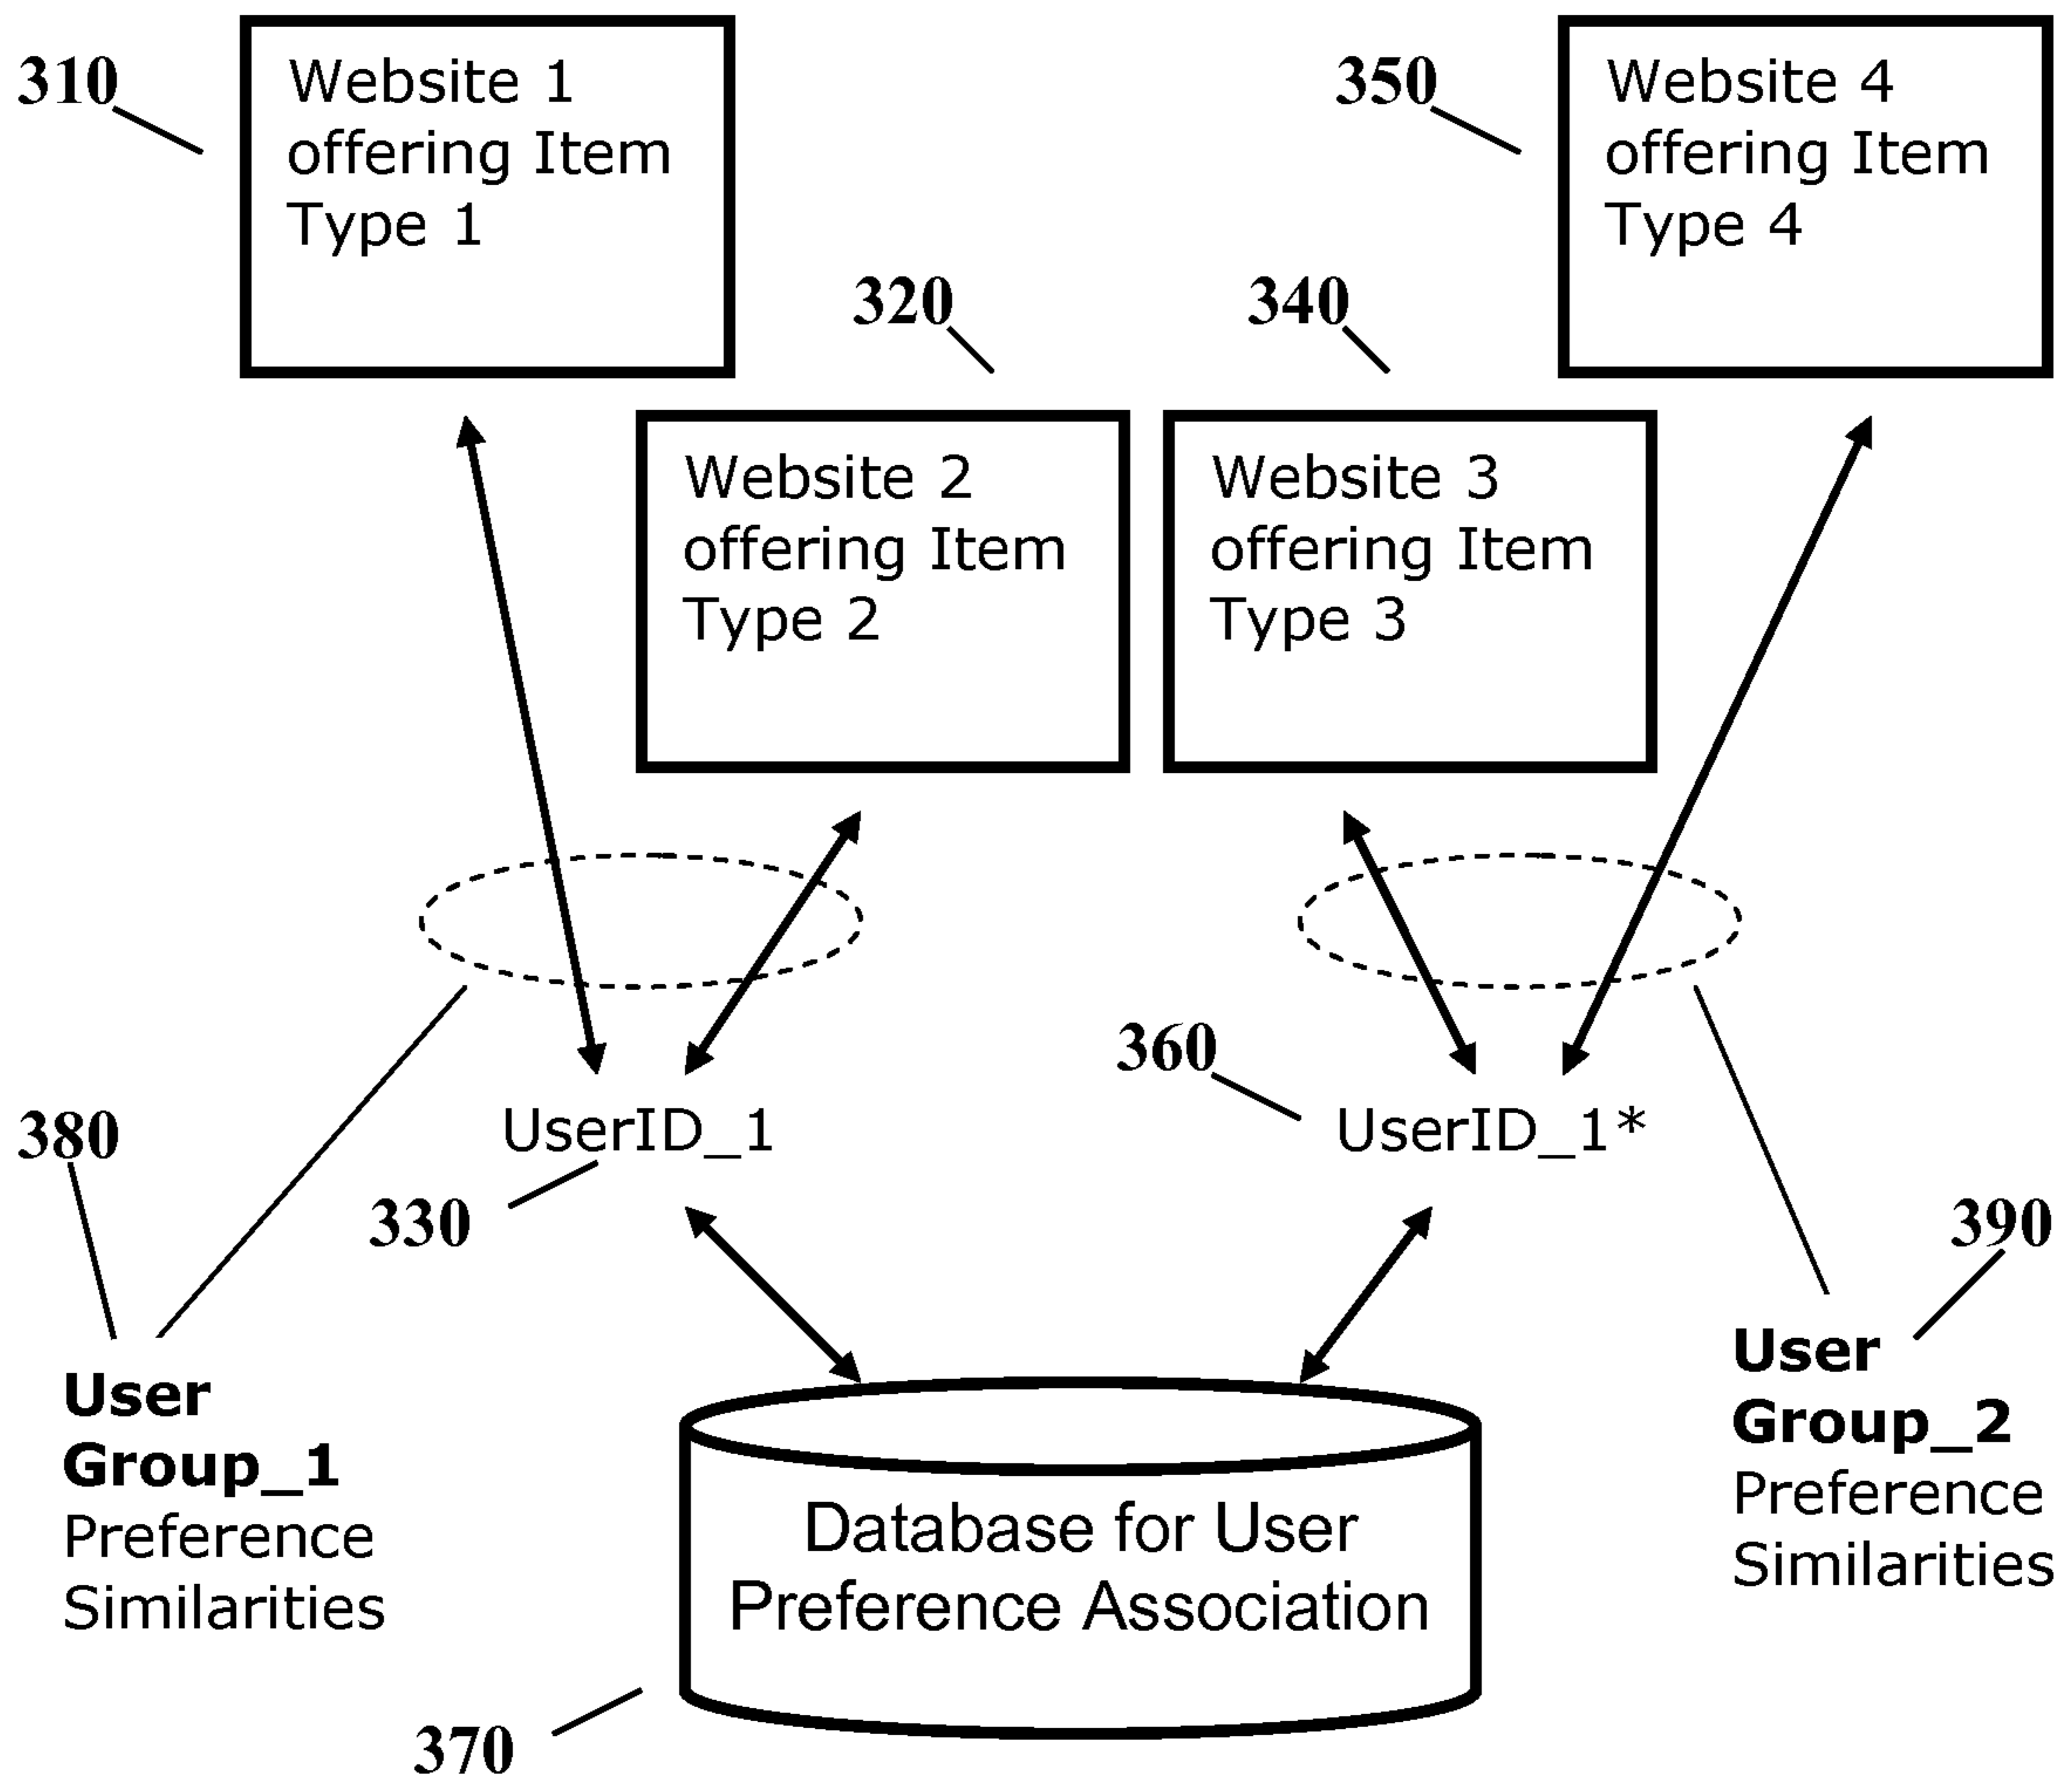 310
Website 1
offering Item
Type 1
350
Website 4
offering Item
Type 4
320
Website 2
offering Item
Type 2
340
Website 3
offering Item
Type 3
UserID_1
330
360
UserID_1*
380
User
Group_1
Preference
Similarities
390
User
Group_2
Preference
Similarities
Database for User
Preference Association
370